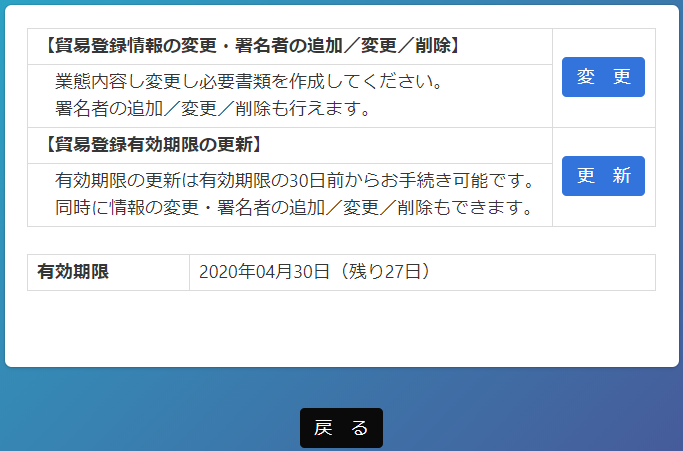 【貿易登録情報の変更・署名者の追加／変更／削除】
業態内容し変更し必要書類を作成してください。
署名者の追加／変更／削除も行えます。
変　更
【貿易登録有効期限の更新】
有効期限の更新は有効期限の30日前からお手続き可能です。
同時に情報の変更・署名者の追加／変更／削除もできます。
更　新
有効期限　2020年04月30日（残り27日）
戻　る